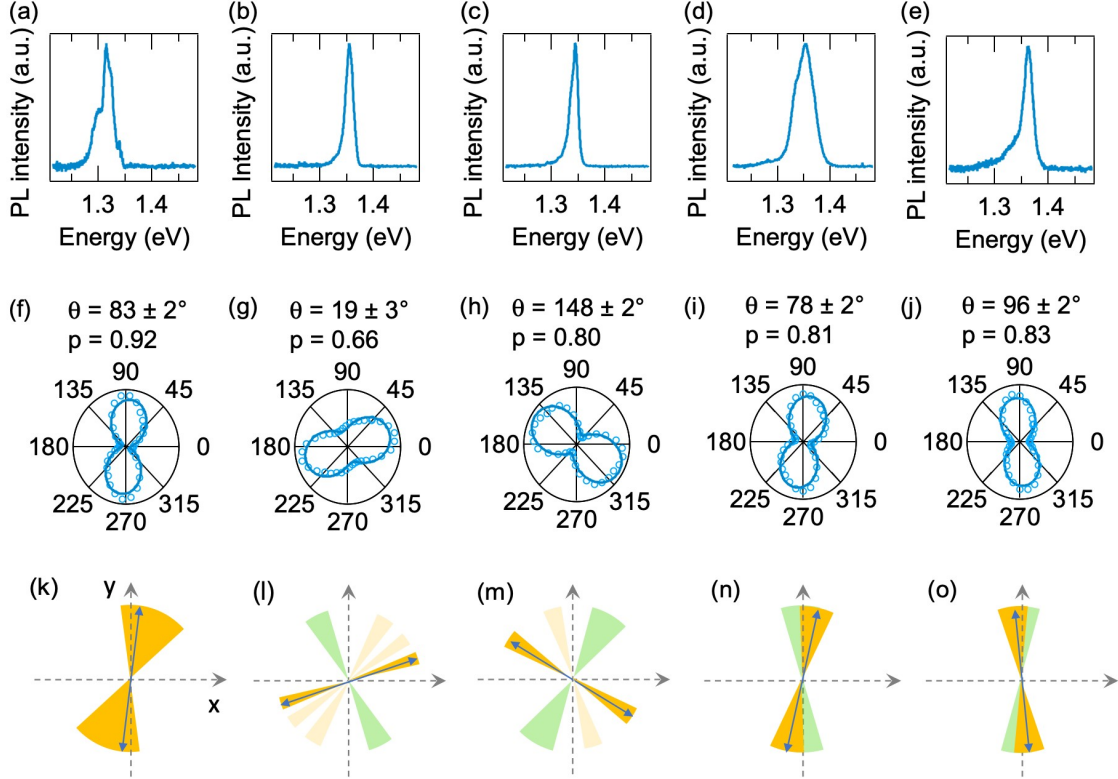 (a)
(b)
(c)
(d)
(e)
PL intensity (a.u.)
PL Intensity (a.u.)
PL intensity (a.u.)
PL intensity (a.u.)
PL intensity (a.u.)
1.3 1.4
1.3 1.4
1.3 1.4
1.3 1.4
1.3 1.4
Energy (eV)
Energy (eV)
Energy (eV)
Energy (eV)
Energy (eV)
(f) θ = 83 ± 2°
p = 0.92
90
135 45
180 0
225 315
270
(g) θ = 19 ± 3°
p = 0.66
90
135 45
180 0
225 315
270
(h) θ = 148 ± 2°
p = 0.80
90
135 45
180 0
225 315
270
(i) θ = 78 ± 2°
p = 0.81
90
135 45
180 0
225 315
270
(j) θ = 96 ± 2°
p = 0.83
90
135 45
180 0
225 315
270
(k) y
x
(l)
(m)
(n)
(o)